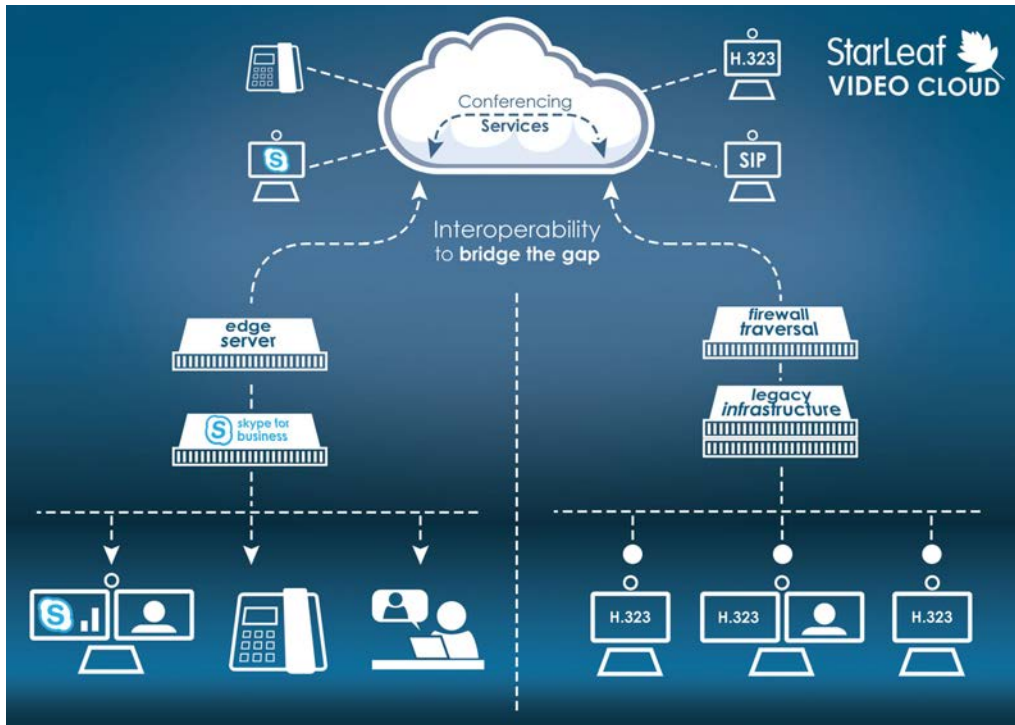 StarLeaf
VIDEO CLOUD
H.323
Conferencing
Services
S
SIP
Interoperability
to bridge the gap
edge
server
firewall
traversal
S skype for
business
legacy
infrastructure
S
H.323
H.323
H.323